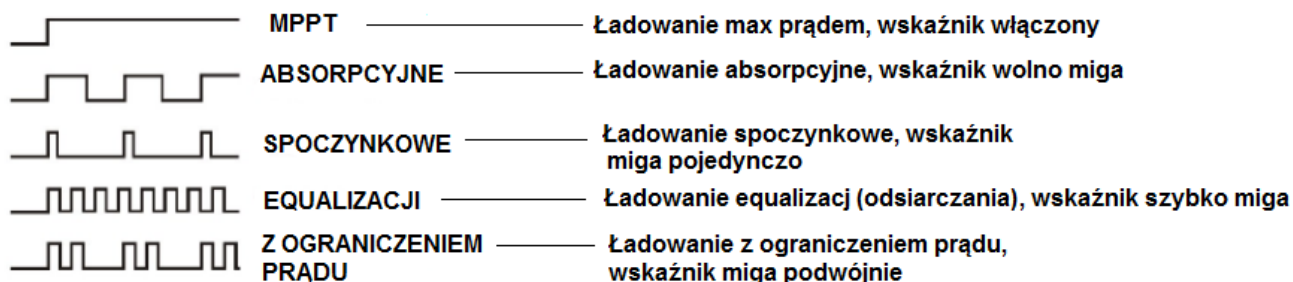 MPPT Ładowanie max prądem, wskaźnik włączony
ABSORPCYJNE Ładowanie absorpcyjne, wskaźnik wolno miga
SPOCZYNKOWE Ładowanie spoczynkowe, wskaźnik
miga pojedynczo
EQUALIZACJI Ładowanie equalizacj (odsiarczania), wskaźnik szybko miga
Z OGRANICZENIEM Ładowanie z ograniczeniem prądu,
PRĄDU wskaźnik miga podwójnie